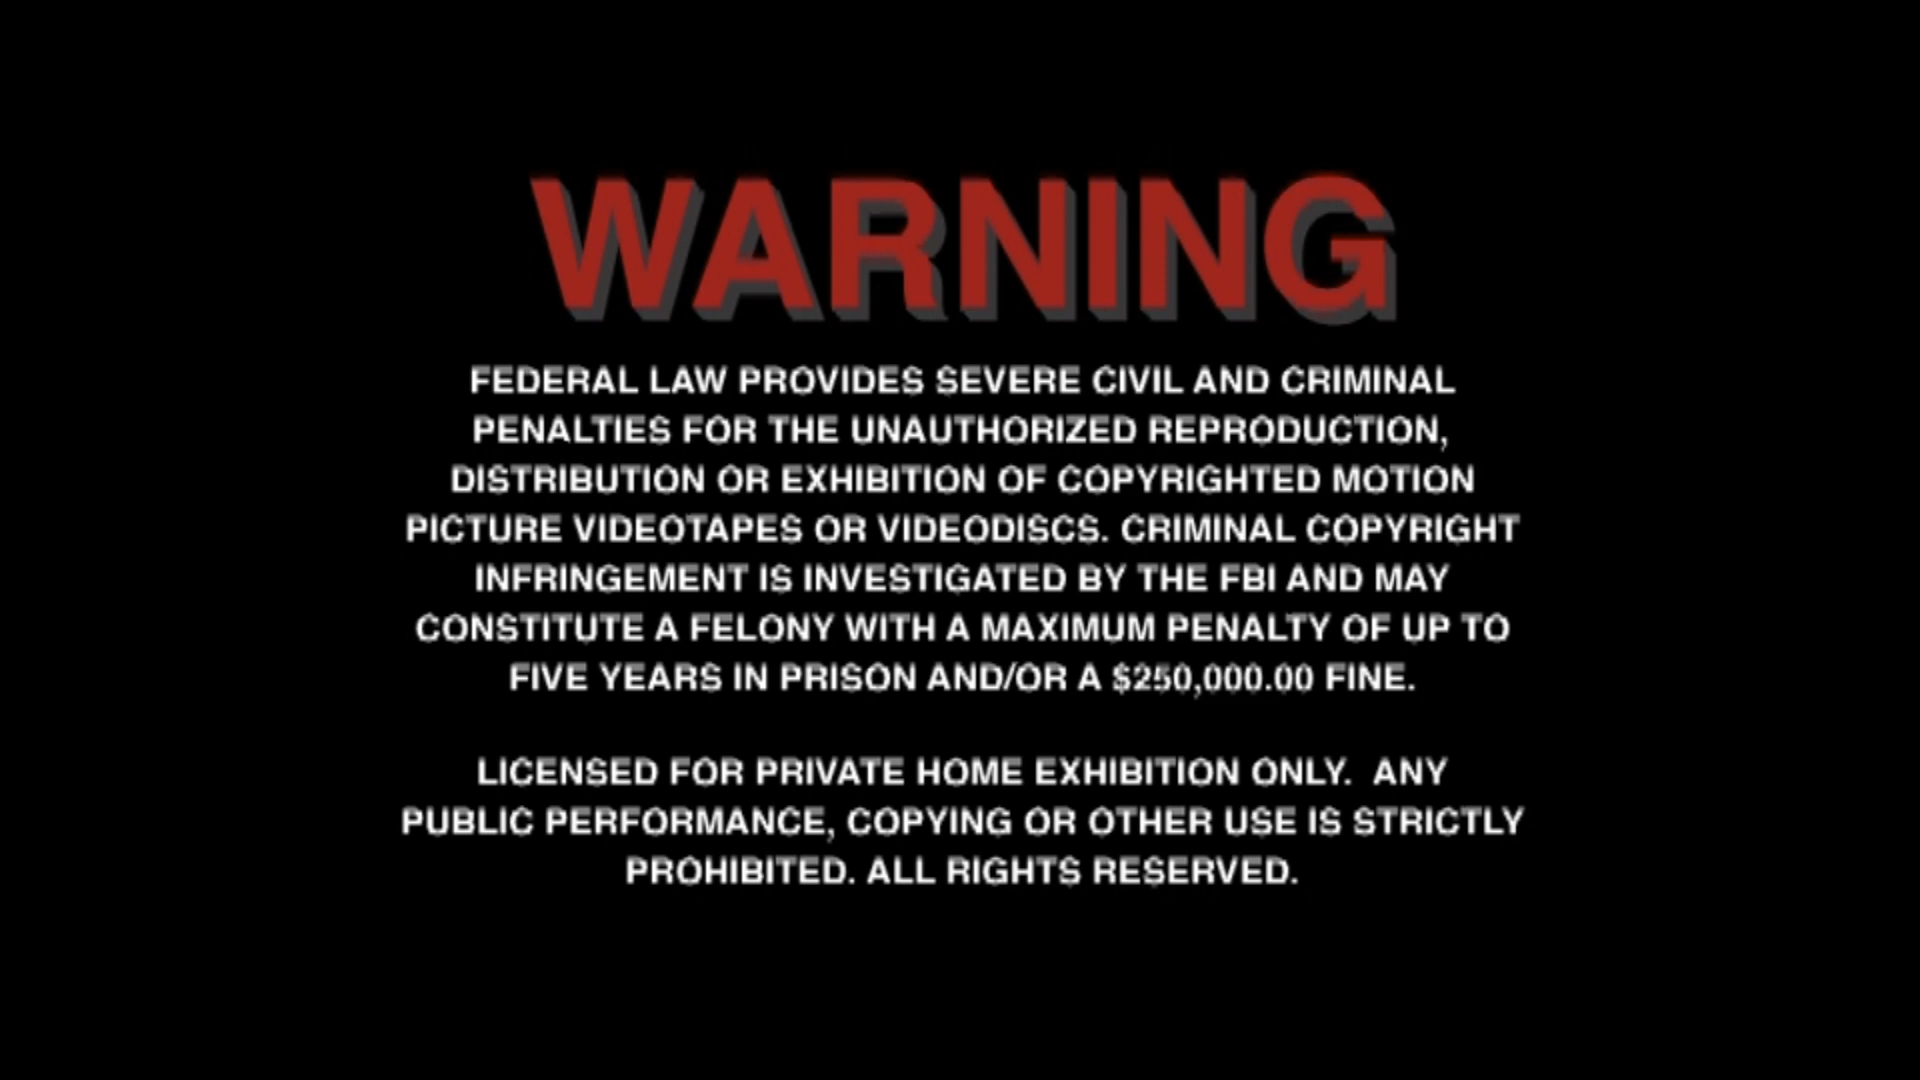 WARNING
FEDERAL LAW PROVIDES SEVERE CIVIL AND CRIMINAL
PENALTIES FOR THE UNAUTHORIZED REPRODUCTION,
DISTRIBUTION OR EXHIBITION OF COPYRIGHTED MOTION
PICTURE VIDEOTAPES OR VIDEODISCS. CRIMINAL COPYRIGHT
INFRINGEMENT IS INVESTIGATED BY THE FBI AND MAY
CONSTITUTE A FELONY WITH A MAXIMUM PENALTY OF UP TO
FIVE YEARS IN PRISON AND/OR A $250,000.00 FINE.
LICENSED FOR PRIVATE HOME EXHIBITION ONLY.  ANY
PUBLIC PERFORMANCE, COPYING OR OTHER USE IS STRICTLY
PROHIBITED. ALL RIGHTS RESERVED.